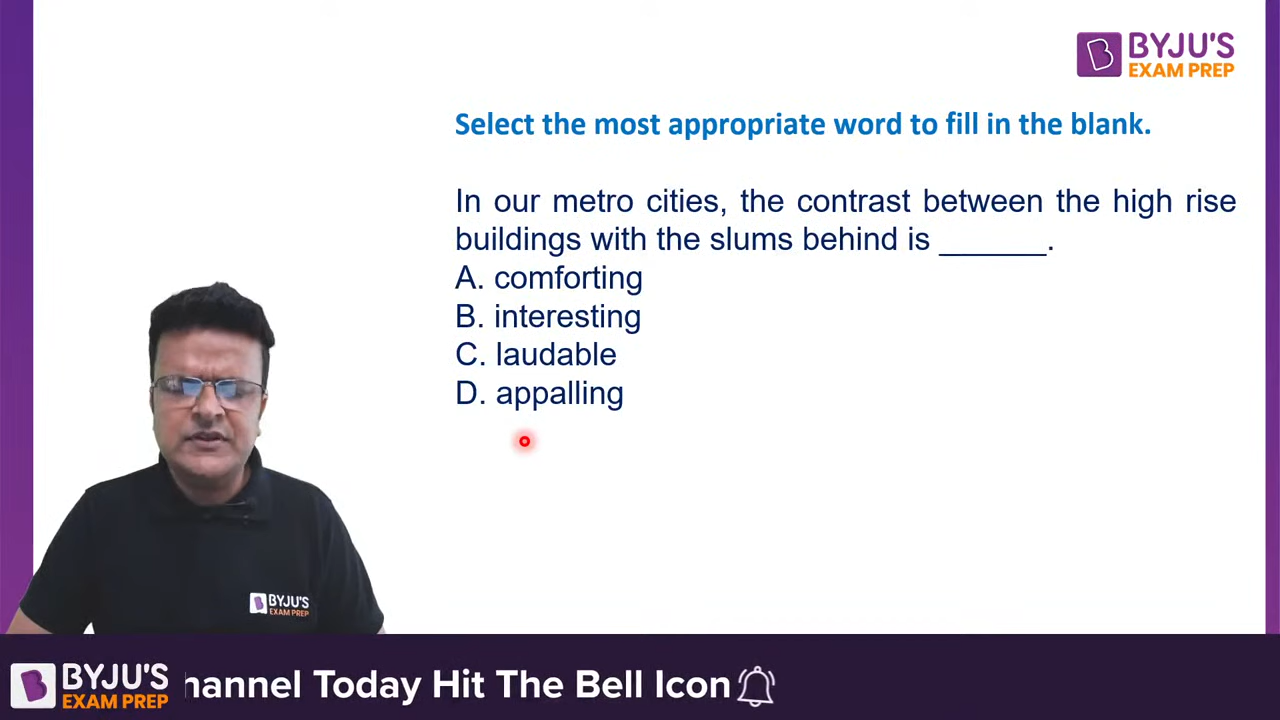 BYJU'S
EXAM PREP
Select the most appropriate word to fill in the blank.
In our metro cities, the contrast between the high rise
buildings with the slums behind is ______.
A. comforting
B. interesting
C. laudable
D. appalling
BYJU'S
EXAM PREP
BYJU'S
EXAM PREP
hannel Today Hit The Bell Icon